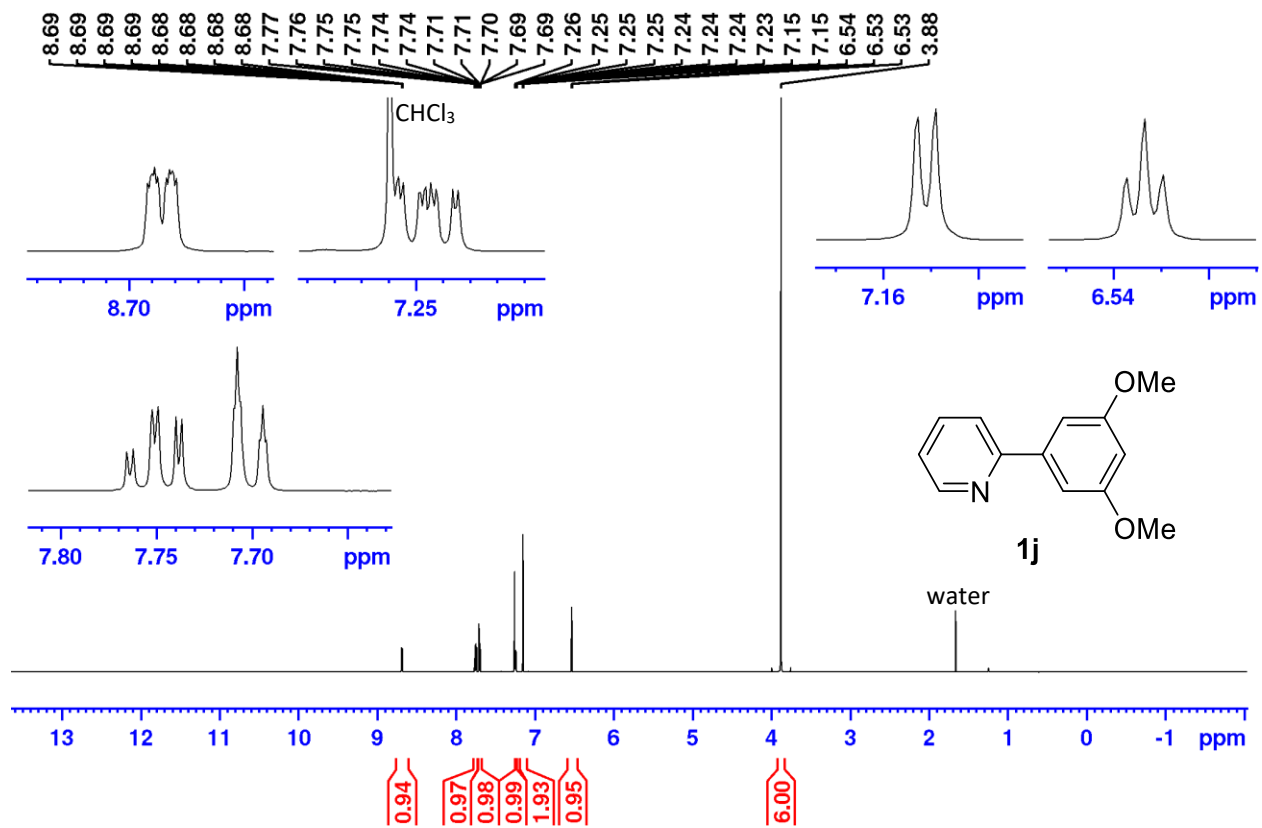 8.69 8.69 8.69 8.69 8.68 8.68 8.68 8.68 7.77 7.76 7.75 7.75 7.74 7.74 7.71 7.71 7.70 7.69 7.69 7.26 7.25 7.25 7.25 7.24 7.24 7.24 7.23 7.15 7.15 6.54 6.53 6.53 3.88
CHCl₃
8.70 ppm
7.25 ppm
7.16 ppm
6.54 ppm
7.80 7.75 7.70 ppm
OMe
N
OMe
1j
water
13 12 11 10 9 8 7 6 5 4 3 2 1 0 -1 ppm
0.94 0.97 0.98 0.99 1.93 0.95 6.00